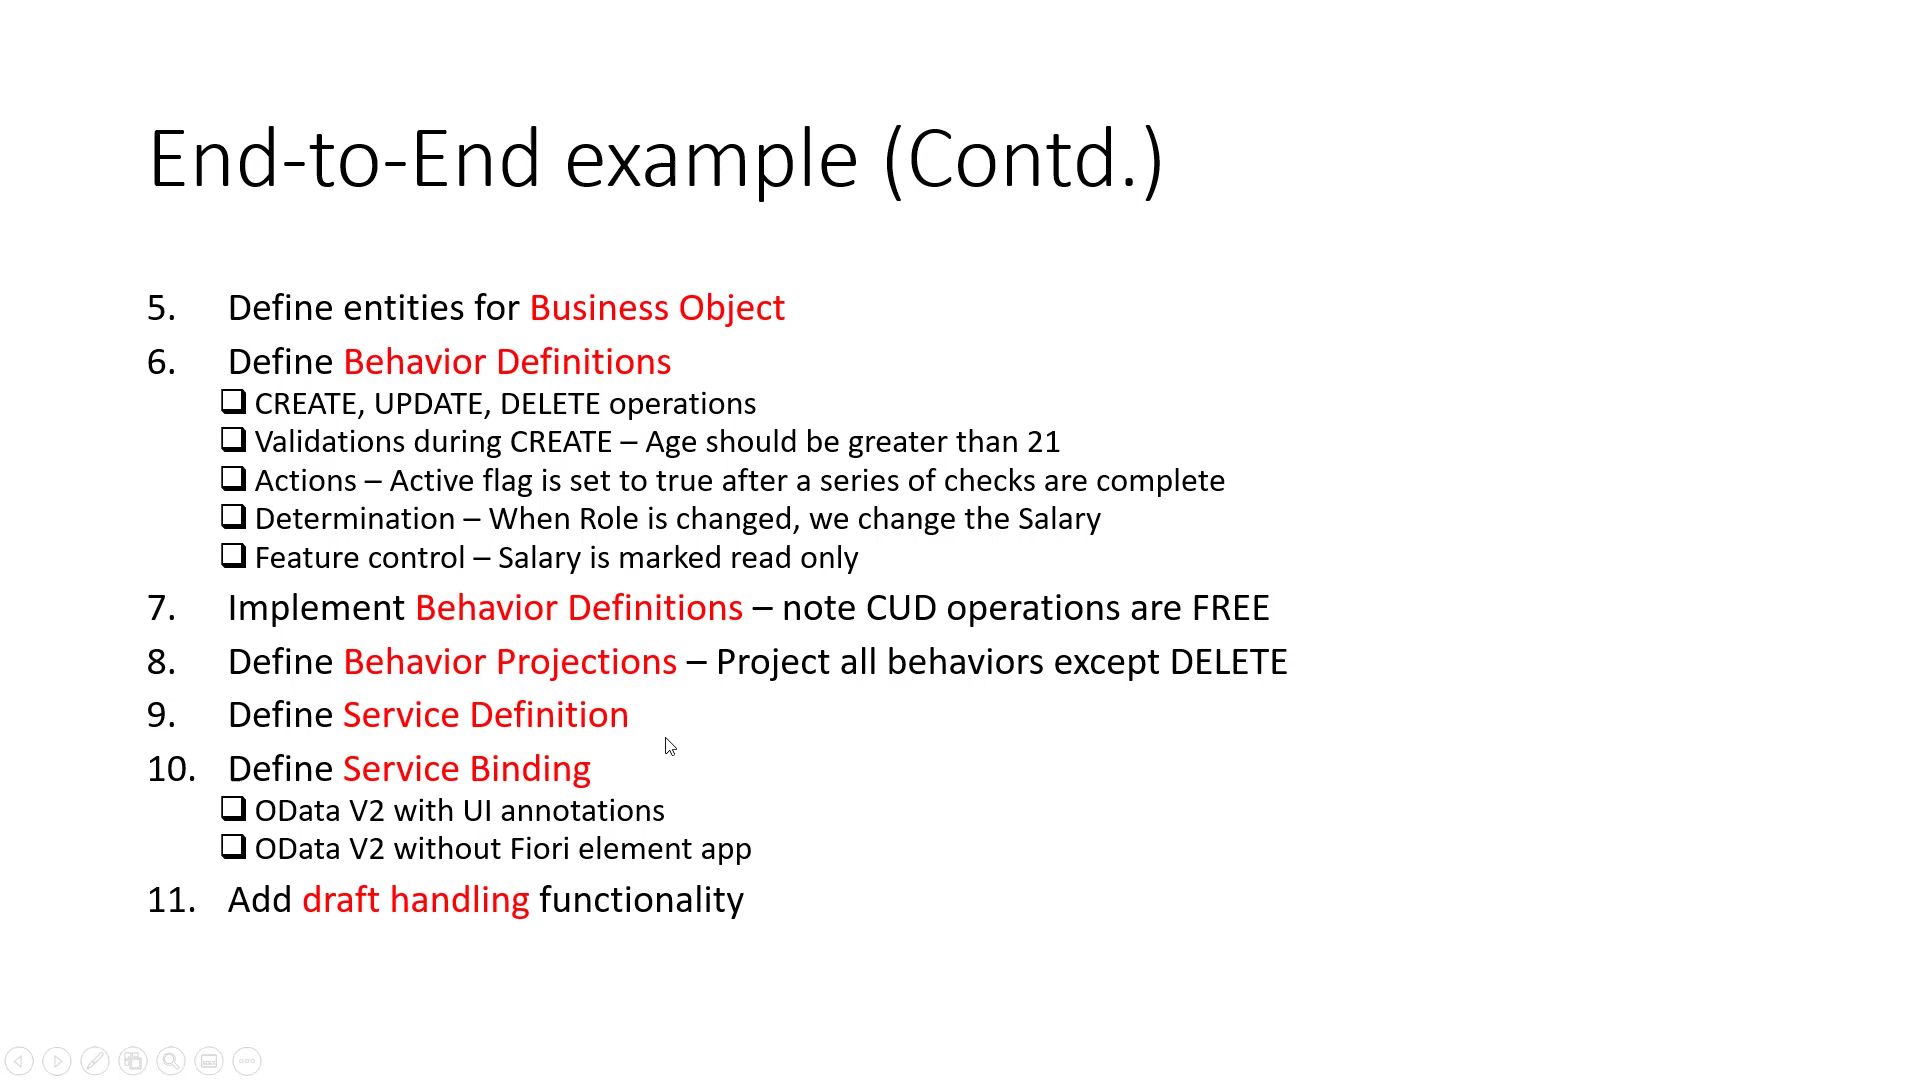 End-to-End example (Contd.)
5. Define entities for Business Object
6. Define Behavior Definitions
CREATE, UPDATE, DELETE operations
Validations during CREATE – Age should be greater than 21
Actions – Active flag is set to true after a series of checks are complete
Determination – When Role is changed, we change the Salary
Feature control – Salary is marked read only
7. Implement Behavior Definitions – note CUD operations are FREE
8. Define Behavior Projections – Project all behaviors except DELETE
9. Define Service Definition
10. Define Service Binding
OData V2 with UI annotations
OData V2 without Fiori element app
11. Add draft handling functionality